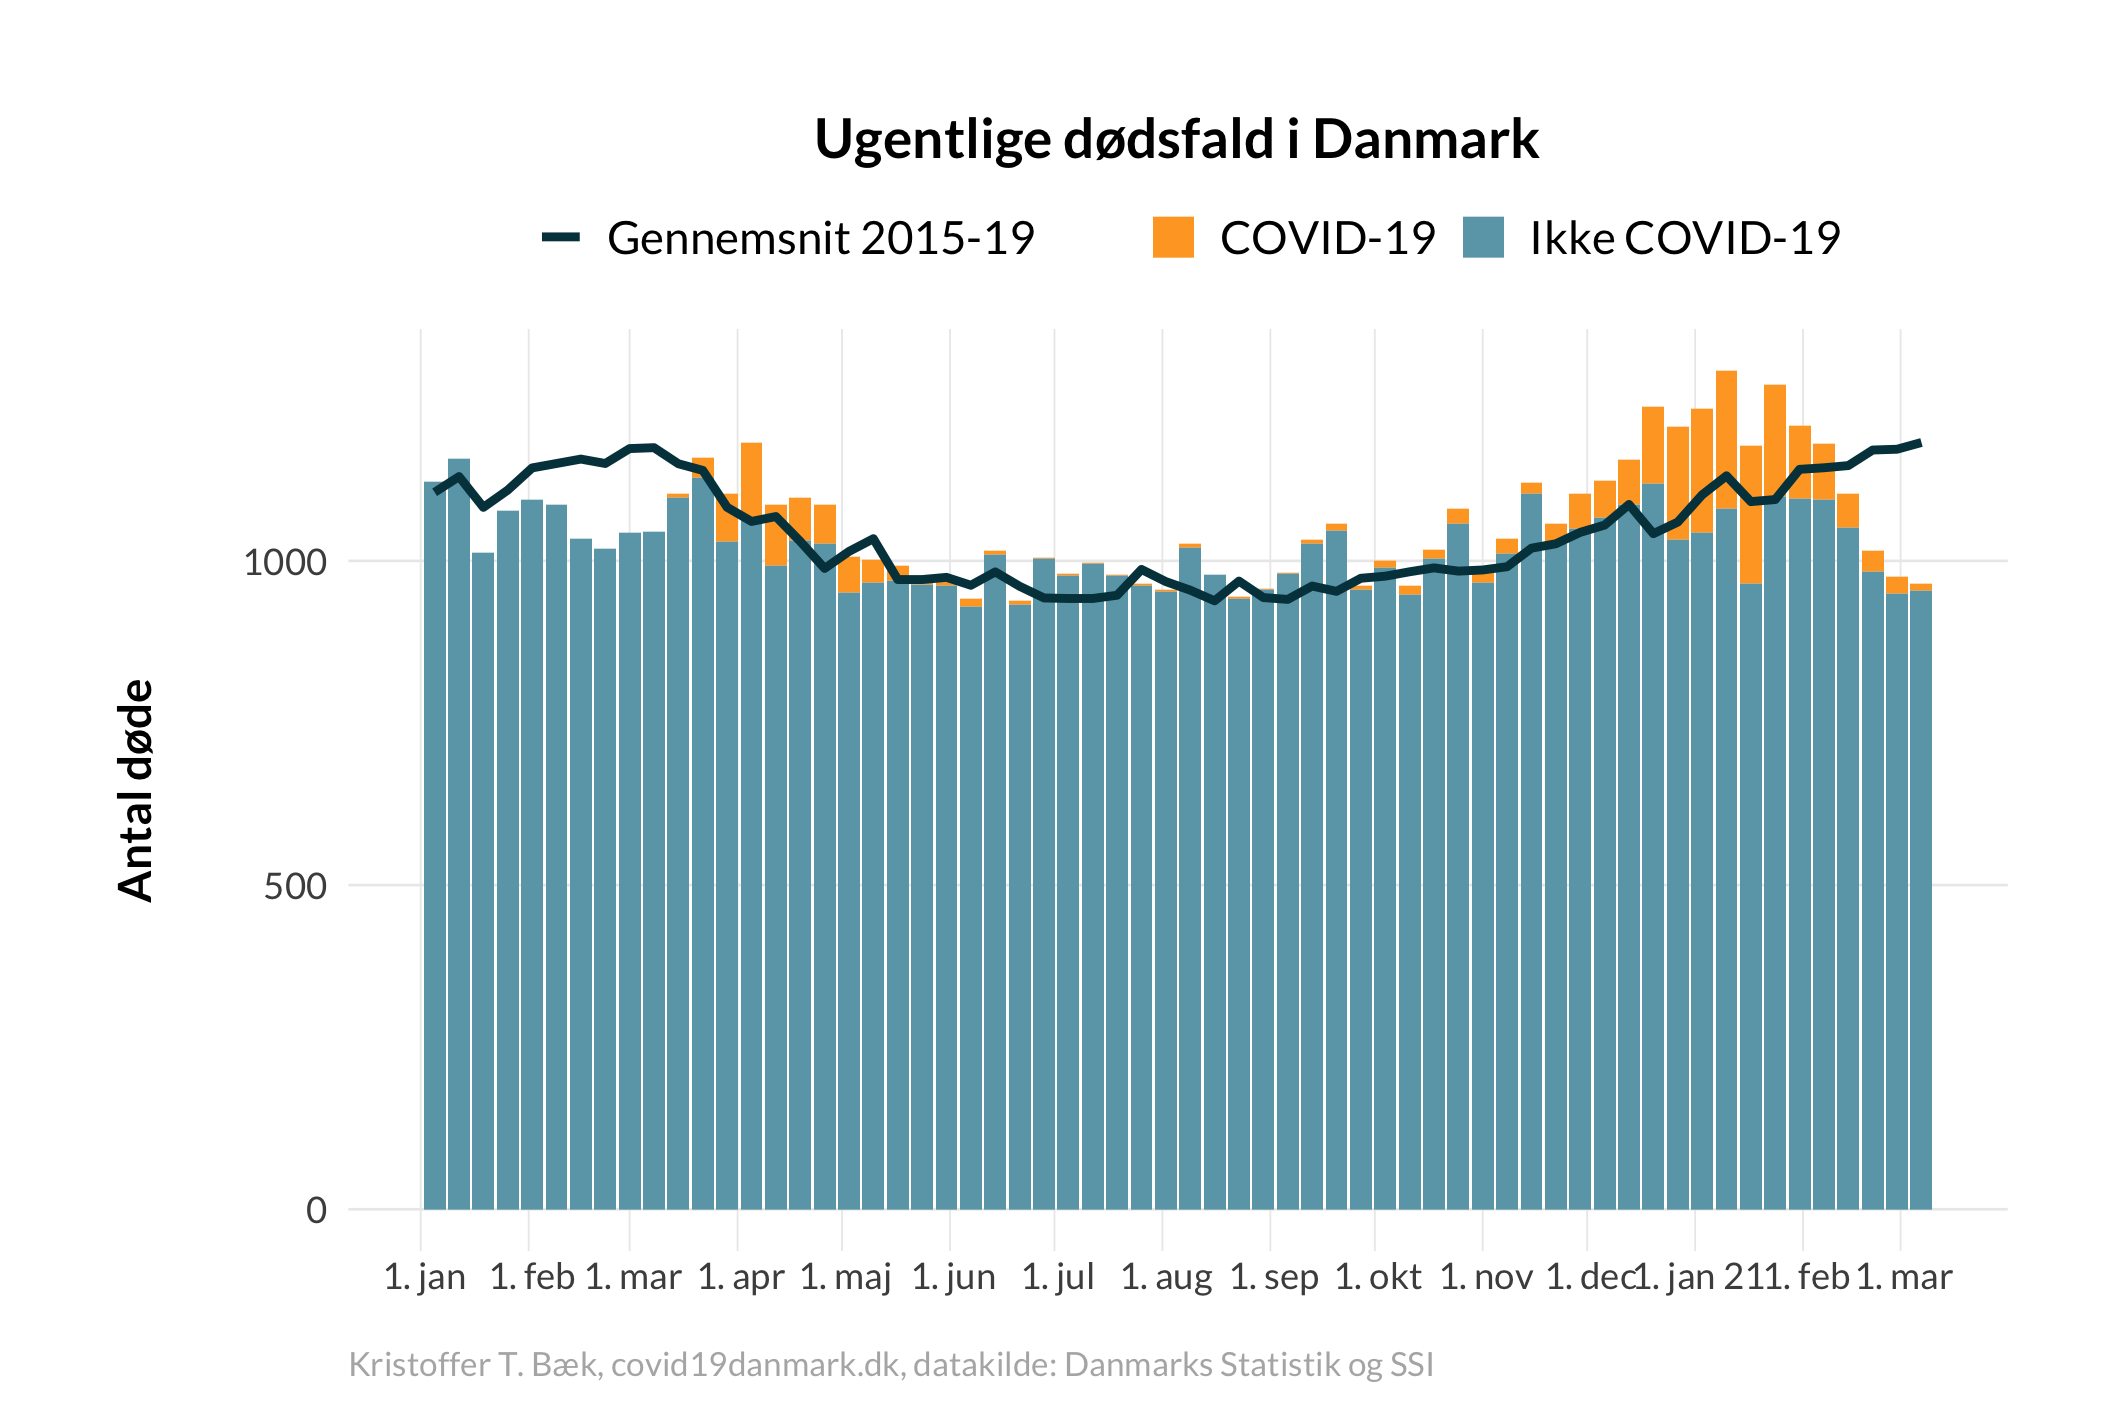 Ugentlige dødsfald i Danmark
Gennemsnit 2015-19 COVID-19 Ikke COVID-19
Antal døde
1000
500
0
1. jan 1. feb 1. mar 1. apr 1. maj 1. jun 1. jul 1. aug 1. sep 1. okt 1. nov 1. dec 1. jan 21 1. feb 1. mar
Kristoffer T. Bæk, covid19danmark.dk, datakilde: Danmarks Statistik og SSI